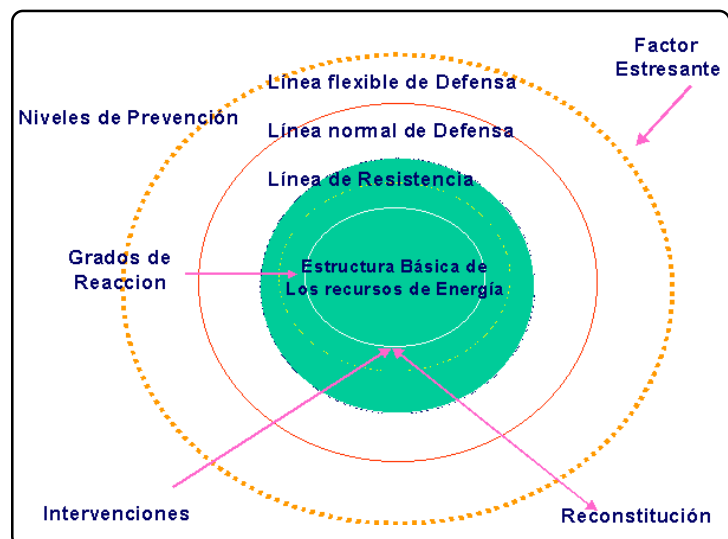 Factor
Estresante
Línea flexible de Defensa
Niveles de Prevención
Línea normal de Defensa
Línea de Resistencia
Grados de
Reaccion
Estructura Básica de
Los recursos de Energía
Intervenciones
Reconstitución